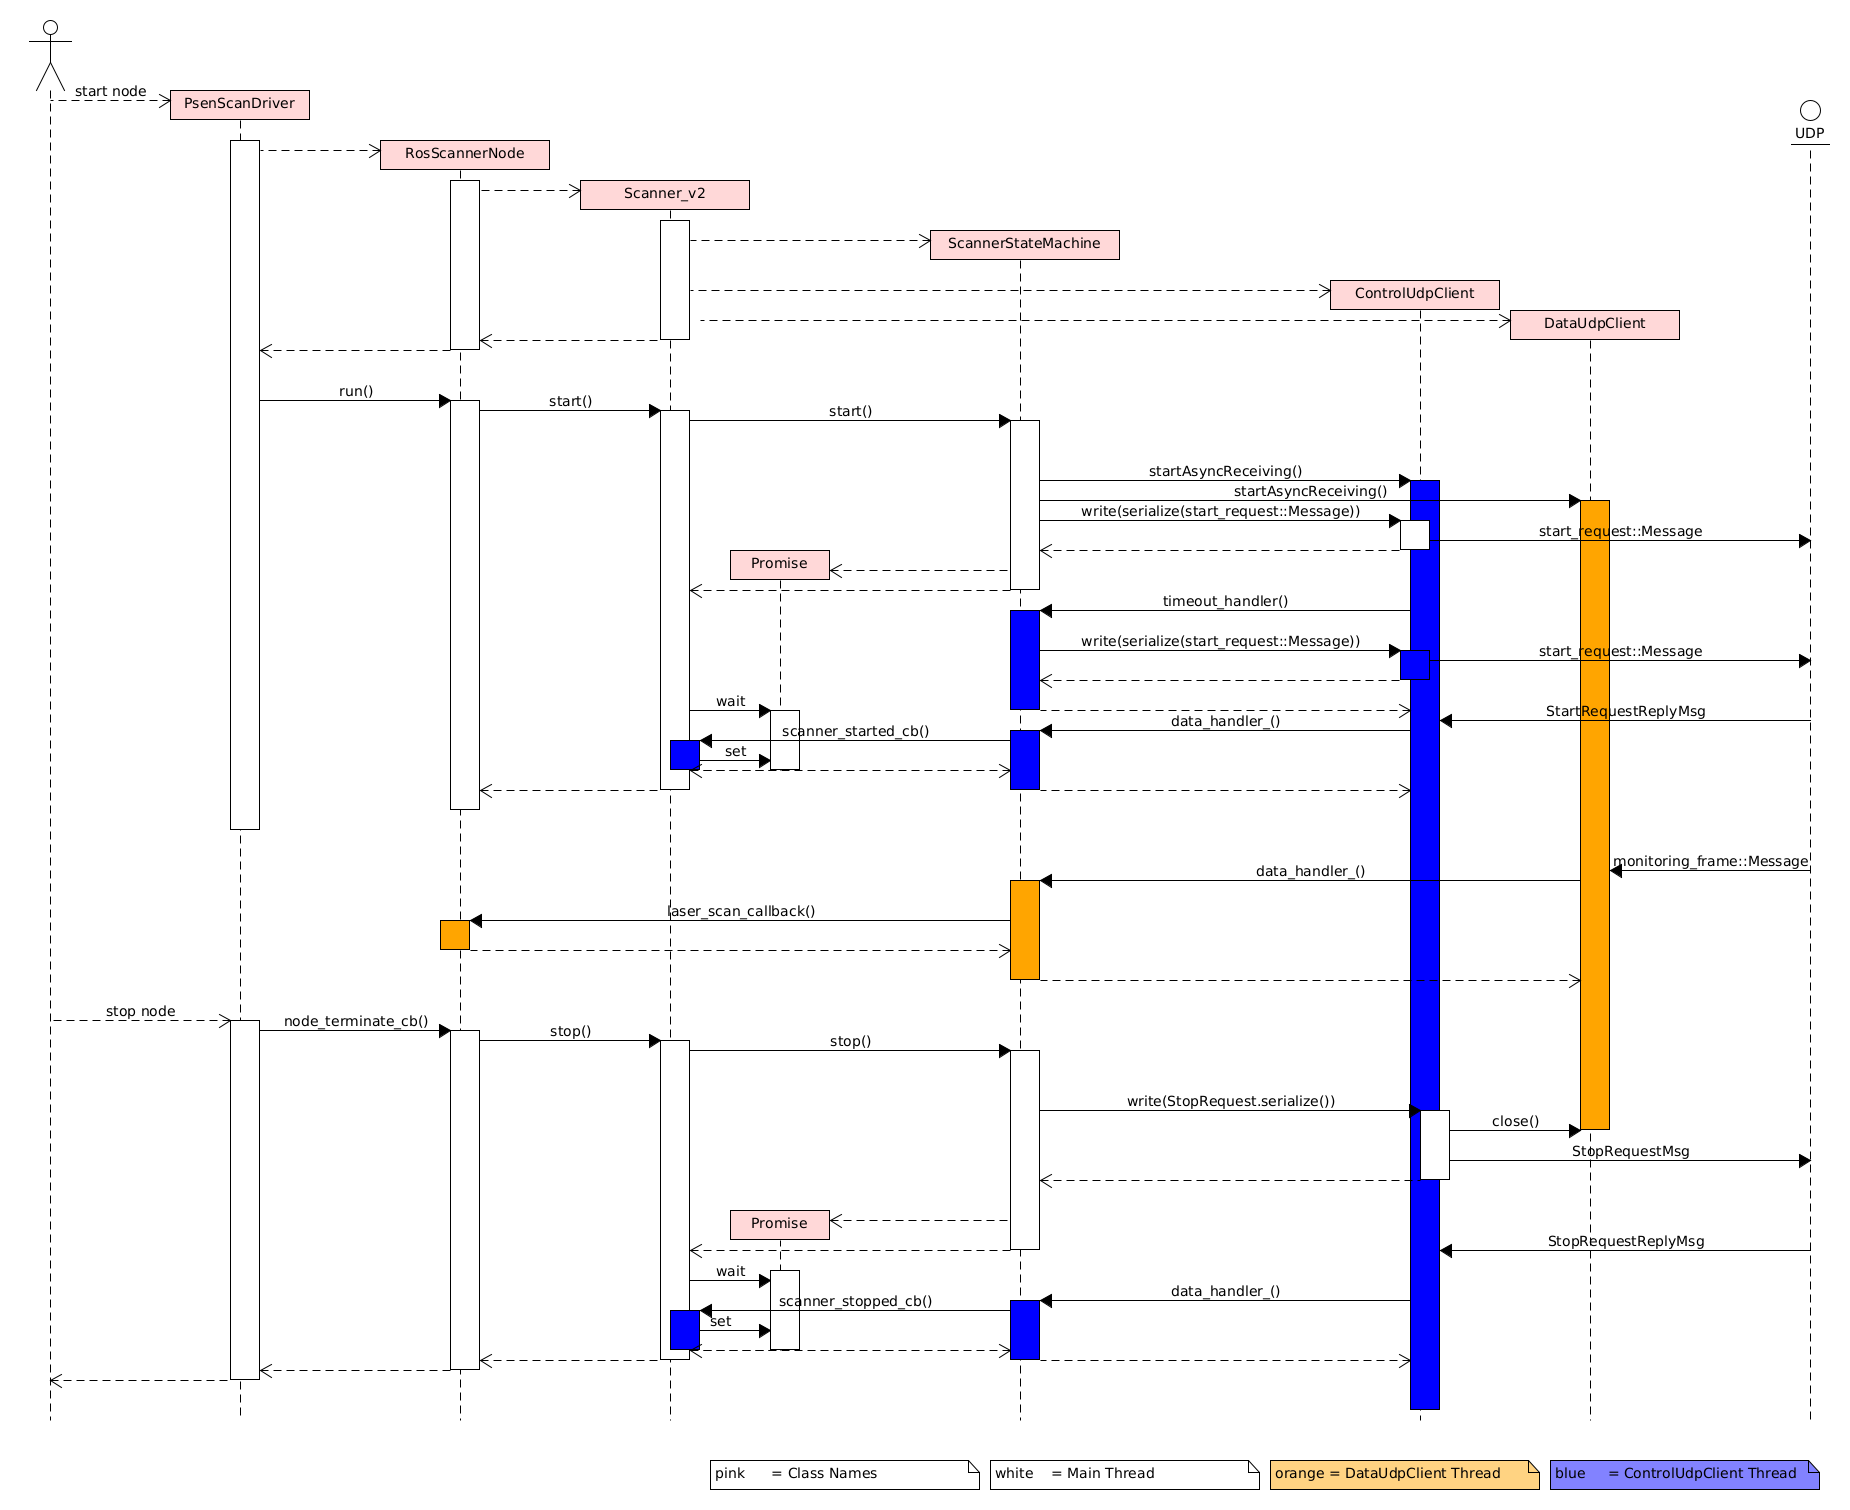 start node
PsenScanDriver
UDP
RosScannerNode
Scanner_v2
ScannerStateMachine
ControlUdpClient
DataUdpClient
run()
start()
start()
startAsyncReceiving()
startAsyncReceiving()
write(serialize(start_request::Message))
start_request::Message
Promise
timeout_handler()
write(serialize(start_request::Message))
start_request::Message
wait
StartRequestReplyMsg
data_handler_()
scanner_started_cb()
set
monitoring_frame::Message
data_handler_()
laser_scan_callback()
stop node
node_terminate_cb()
stop()
stop()
write(StopRequest.serialize())
close()
StopRequestMsg
Promise
StopRequestReplyMsg
wait
data_handler_()
scanner_stopped_cb()
set
pink = Class Names
white = Main Thread
orange = DataUdpClient Thread
blue = ControlUdpClient Thread